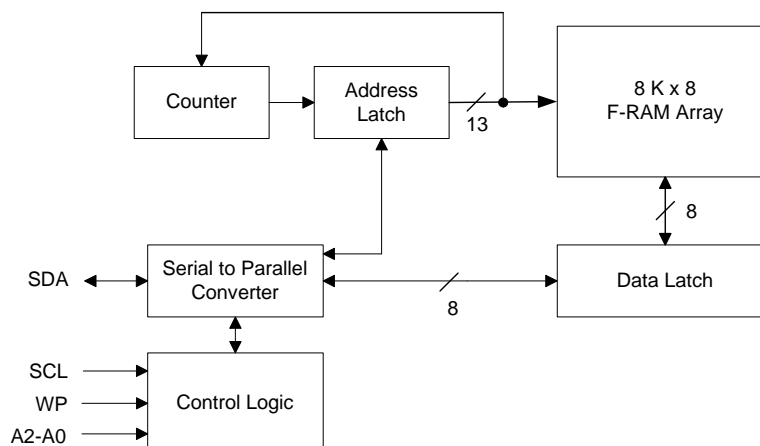 Counter
Address
Latch
13
8 K x 8
F-RAM Array
8
SDA
Serial to Parallel
Converter
8
Data Latch
SCL
WP
A2-A0
Control Logic